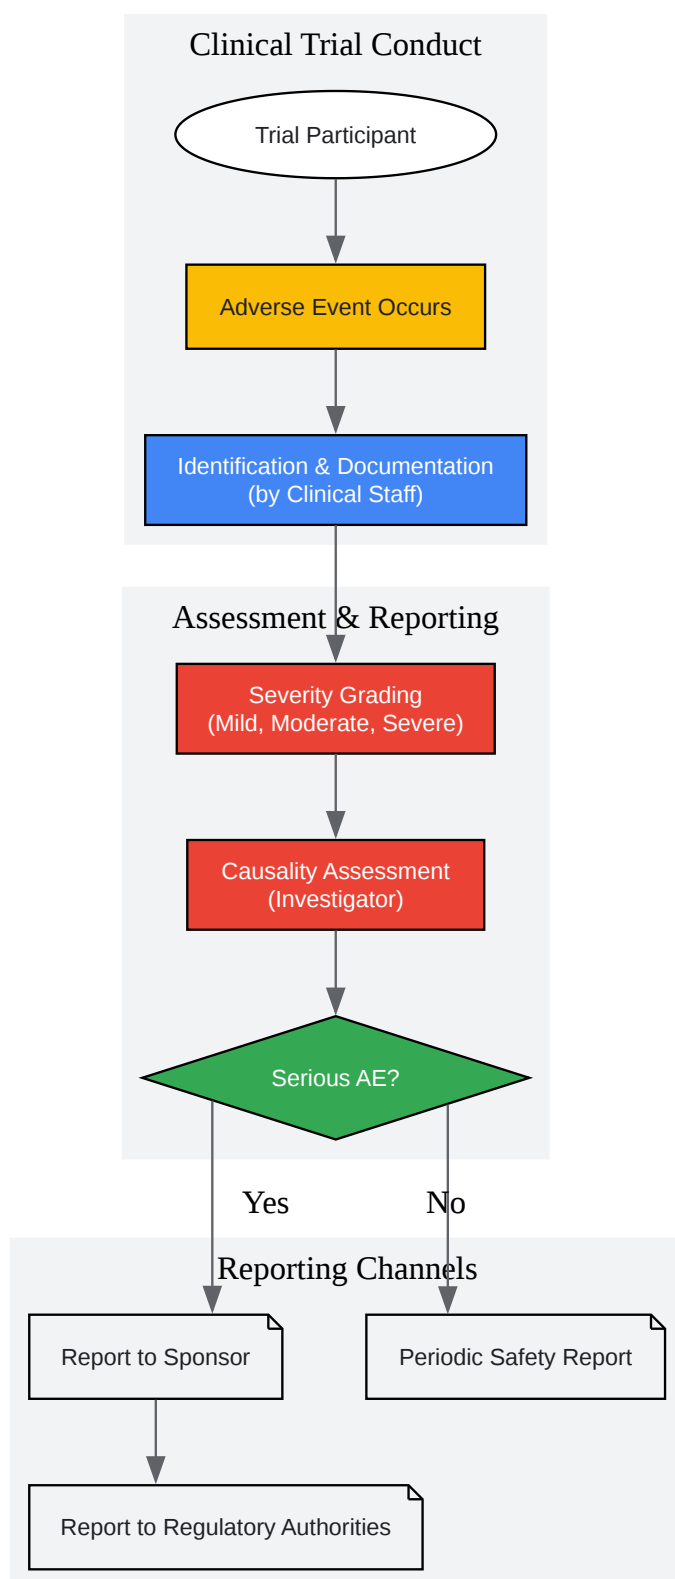 Clinical Trial Conduct
Trial Participant
Adverse Event Occurs
Identification & Documentation
(by Clinical Staff)
Assessment & Reporting
Severity Grading
(Mild, Moderate, Severe)
Causality Assessment
(Investigator)
Serious AE?
Yes
No
Reporting Channels
Report to Sponsor
Periodic Safety Report
Report to Regulatory Authorities